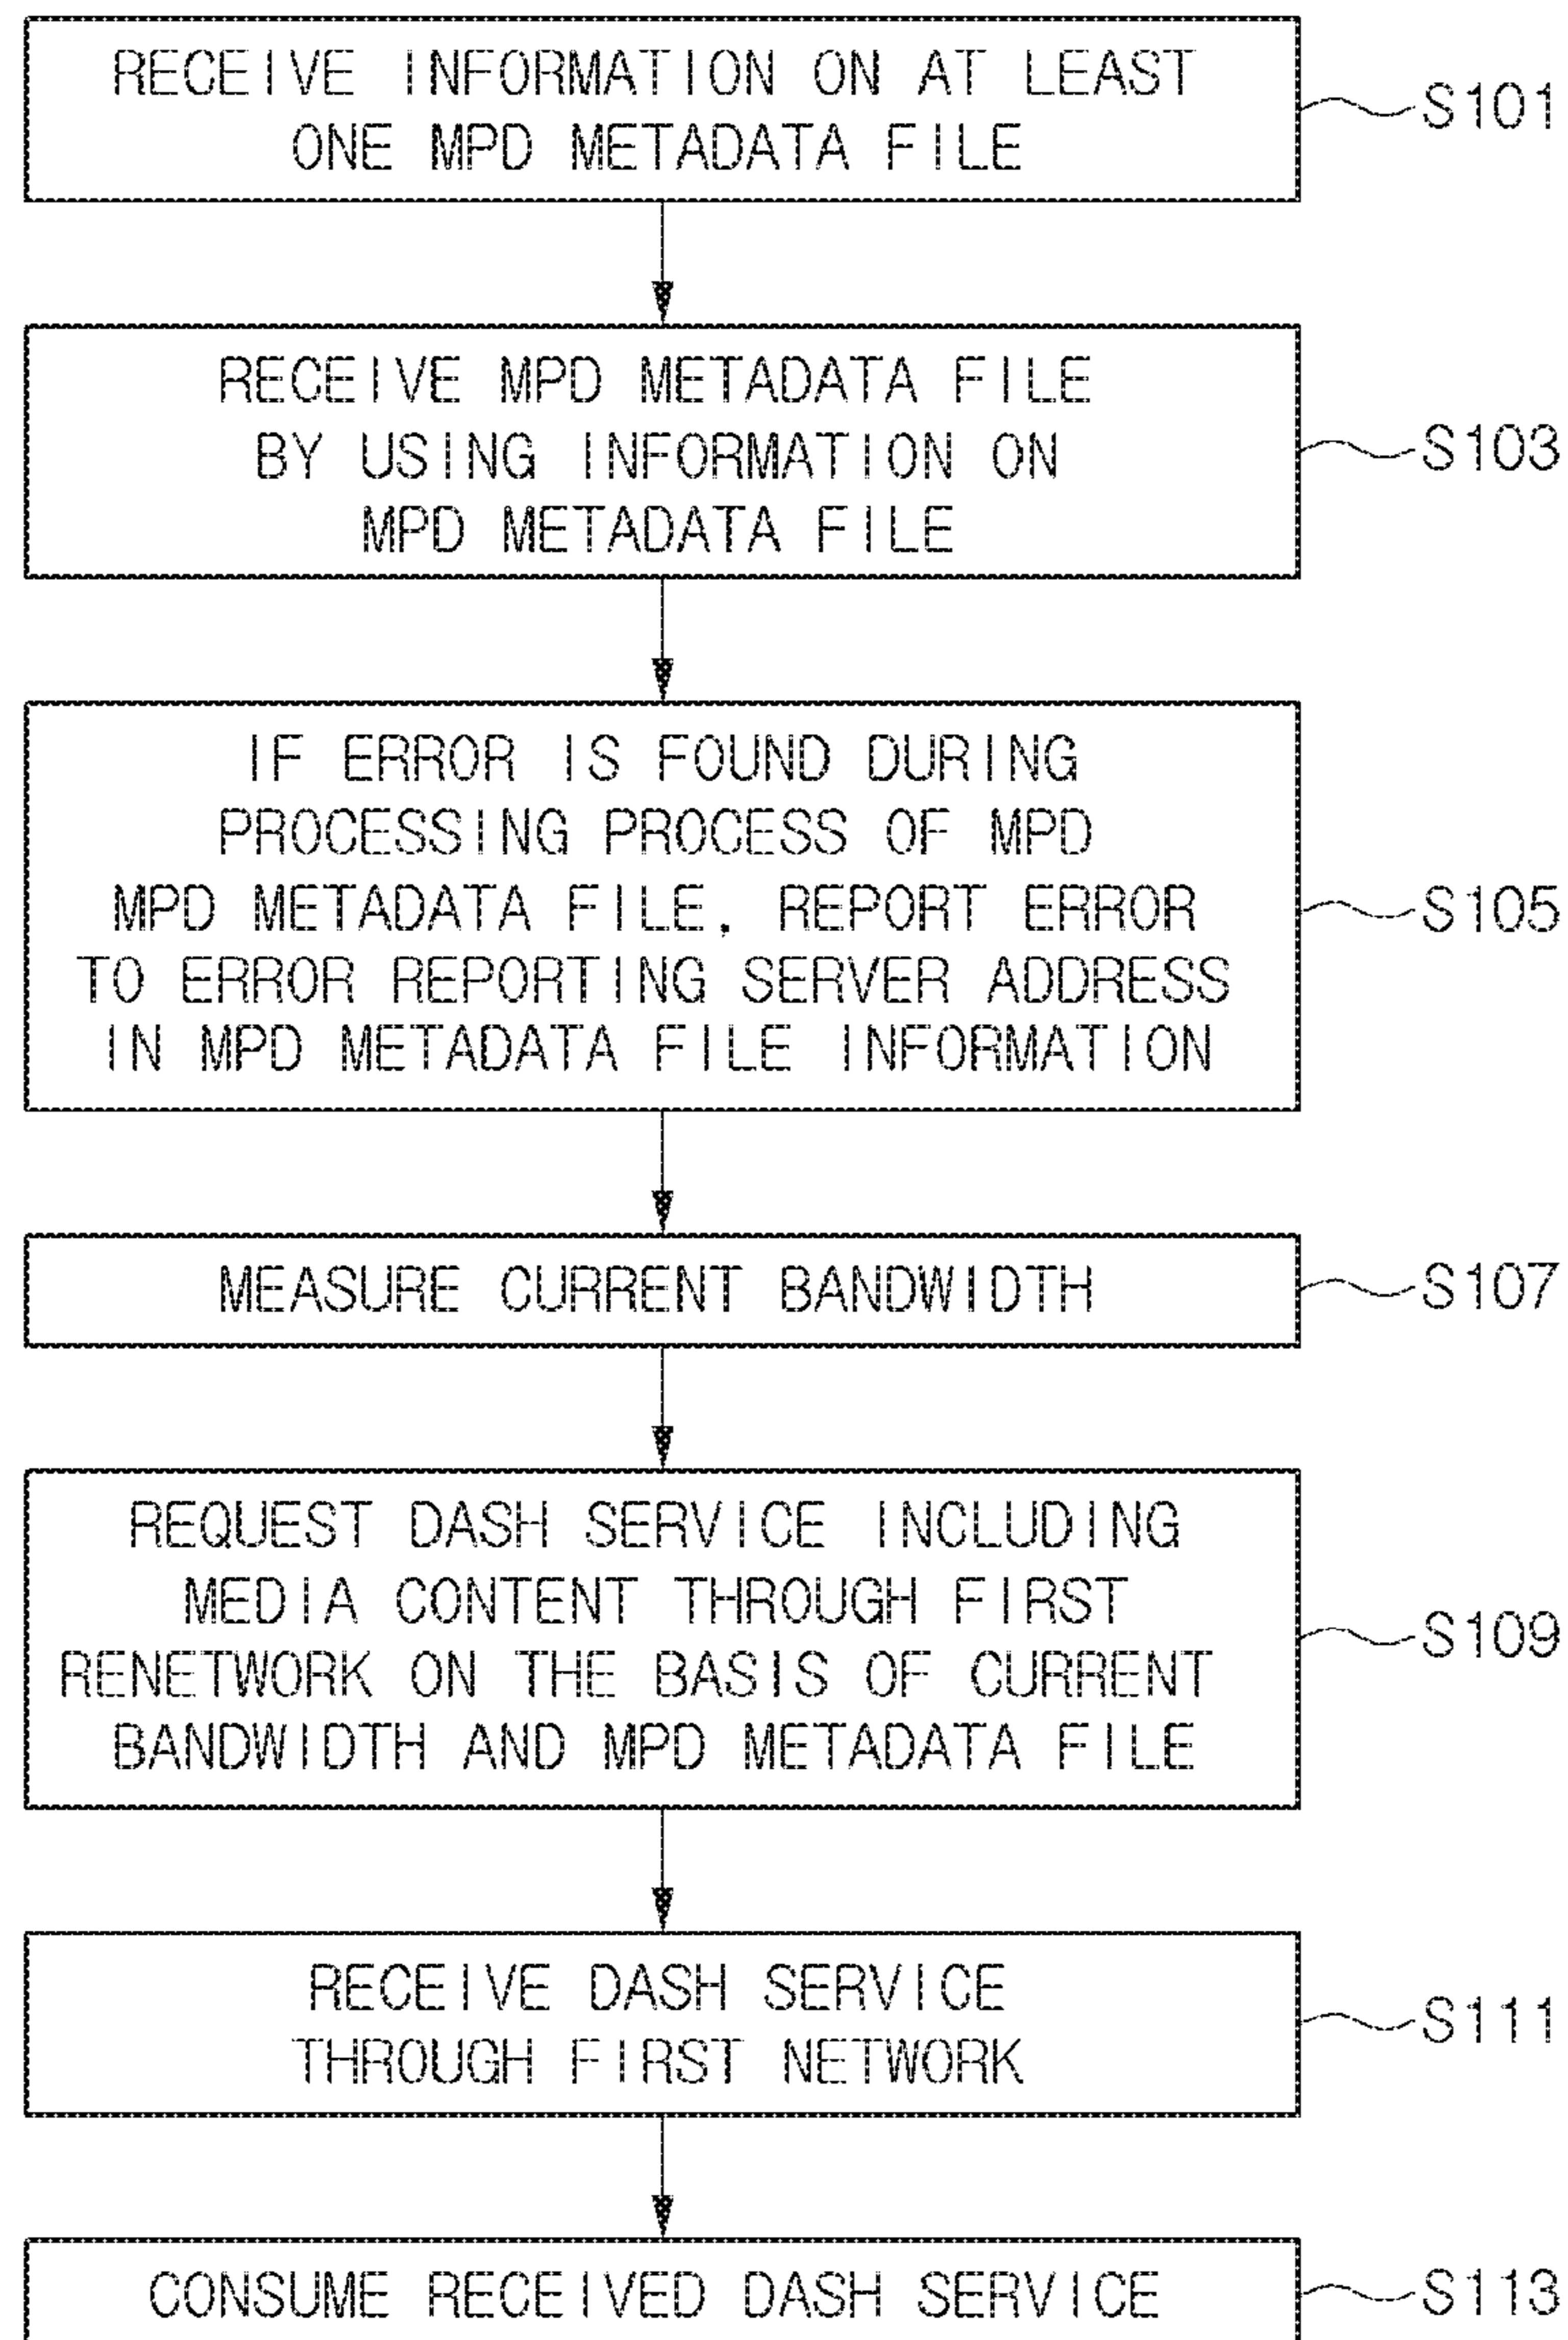 RECEIVE INFORMATION ON AT LEAST
ONE MPD METADATA FILE
S101
RECEIVE MPD METADATA FILE
BY USING INFORMATION ON
MPD METADATA FILE
S103
IF ERROR IS FOUND DURING
PROCESSING PROCESS OF MPD
MPD METADATA FILE, REPORT ERROR
TO ERROR REPORTING SERVER ADDRESS
IN MPD METADATA FILE INFORMATION
S105
MEASURE CURRENT BANDWIDTH
S107
REQUEST DASH SERVICE INCLUDING
MEDIA CONTENT THROUGH FIRST
RENETWORK ON THE BASIS OF CURRENT
BANDWIDTH AND MPD METADATA FILE
S109
RECEIVE DASH SERVICE
THROUGH FIRST NETWORK
S111
CONSUME RECEIVED DASH SERVICE
S113